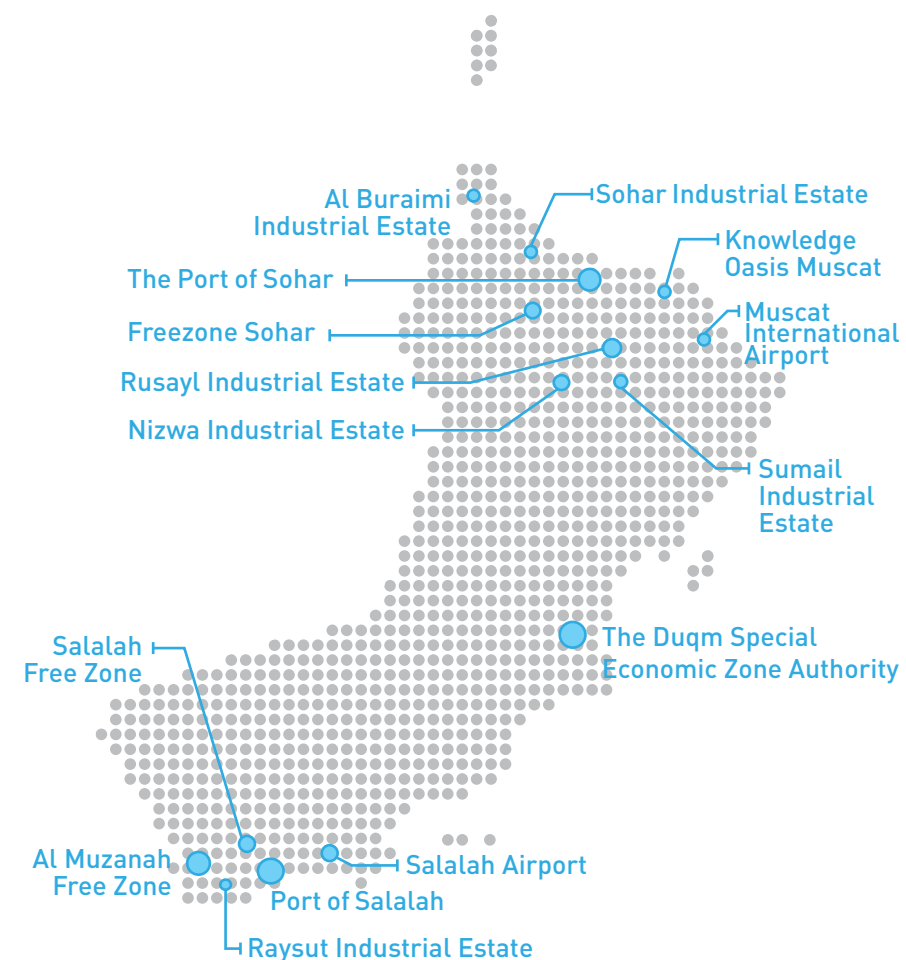 Al Buraimi
Industrial Estate
Sohar Industrial Estate
Knowledge
Oasis Muscat
The Port of Sohar
Muscat
International
Airport
Freezone Sohar
Rusayl Industrial Estate
Nizwa Industrial Estate
Sumail
Industrial
Estate
The Duqm Special
Economic Zone Authority
Salalah
Free Zone
Al Muzanah
Free Zone
Salalah Airport
Port of Salalah
Raysut Industrial Estate